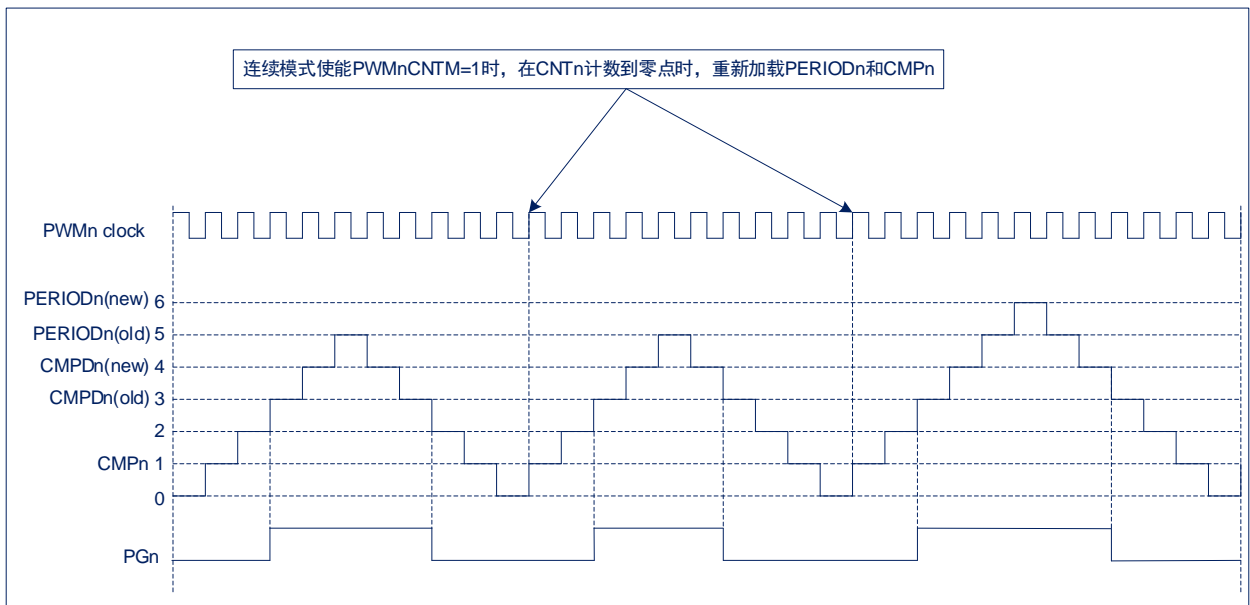 连续模式使能PWMnCNTM=1时，在CNTn计数到零点时，重新加载PERIODn和CMPn
PWMn clock
PERIODn(new) 6
PERIODn(old) 5
CMPDn(new) 4
CMPDn(old) 3
2
CMPn 1
0
PGn